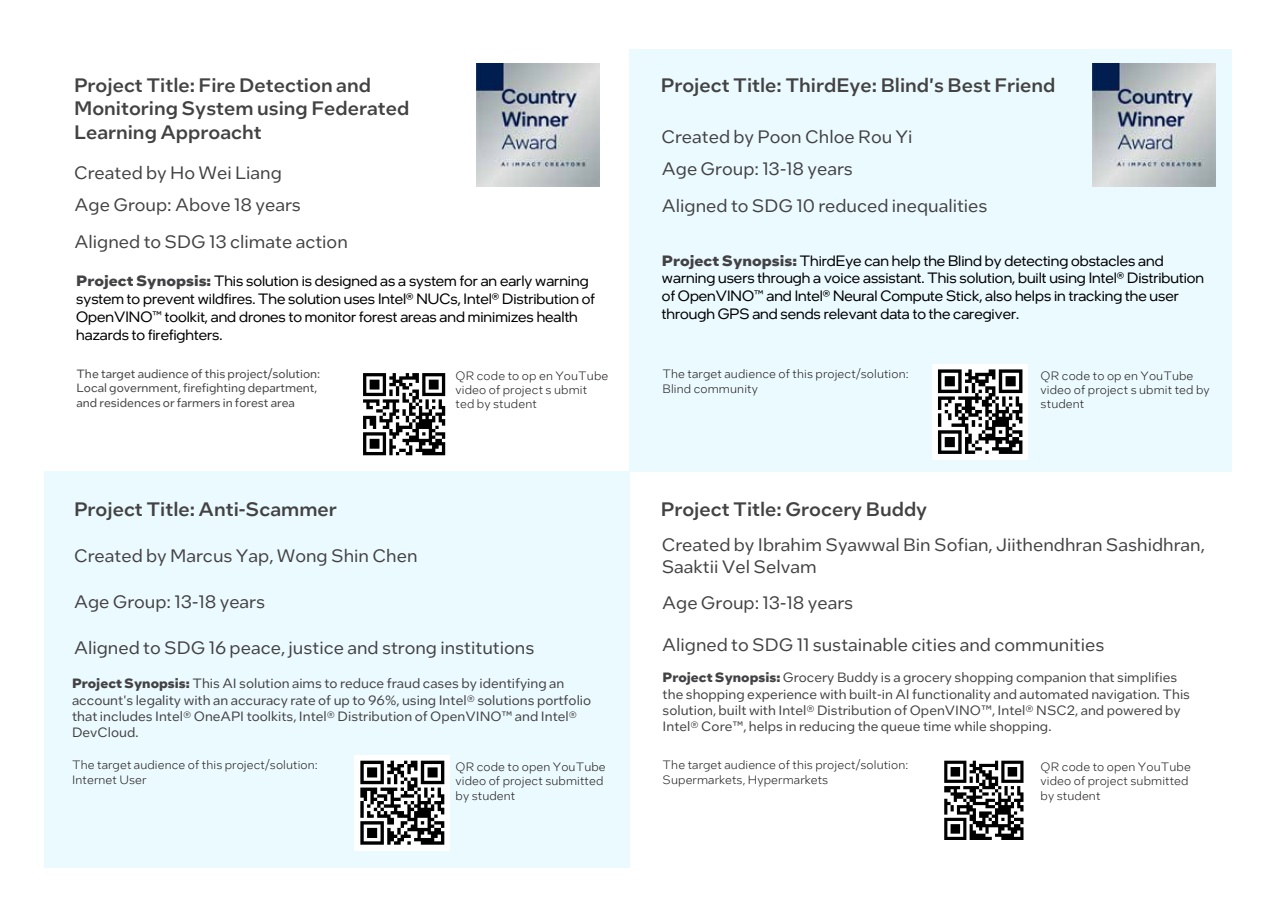 Project Title: Fire Detection and
Monitoring System using Federated
Learning Approacht
Created by Ho Wei Liang
Age Group: Above 18 years
Aligned to SDG 13 climate action
Country
Winner
Award
AI IMPACT CREATORS
Project Synopsis: This solution is designed as a system for an early warning
system to prevent wildfires. The solution uses Intel® NUCs, Intel® Distribution of
OpenVINO™ toolkit, and drones to monitor forest areas and minimizes health
hazards to firefighters.
The target audience of this project/solution:
Local government, firefighting department,
and residences or farmers in forest area
QR code to op en YouTube
video of project s ubmit
ted by student
Project Title: ThirdEye: Blind's Best Friend
Created by Poon Chloe Rou Yi
Age Group: 13-18 years
Aligned to SDG 10 reduced inequalities
Country
Winner
Award
AI IMPACT CREATORS
Project Synopsis: ThirdEye can help the Blind by detecting obstacles and
warning users through a voice assistant. This solution, built using Intel® Distribution
of OpenVINO™ and Intel® Neural Compute Stick, also helps in tracking the user
through GPS and sends relevant data to the caregiver.
The target audience of this project/solution:
Blind community
QR code to op en YouTube
video of project s ubmit ted by
student
Project Title: Anti-Scammer
Created by Marcus Yap, Wong Shin Chen
Age Group: 13-18 years
Aligned to SDG 16 peace, justice and strong institutions
Project Synopsis: This AI solution aims to reduce fraud cases by identifying an
account's legality with an accuracy rate of up to 96%, using Intel® solutions portfolio
that includes Intel® OneAPI toolkits, Intel® Distribution of OpenVINO™ and Intel®
DevCloud.
The target audience of this project/solution:
Internet User
QR code to open YouTube
video of project submitted
by student
Project Title: Grocery Buddy
Created by Ibrahim Syawwal Bin Sofian, Jiithendhran Sashidhran,
Saaktii Vel Selvam
Age Group: 13-18 years
Aligned to SDG 11 sustainable cities and communities
Project Synopsis: Grocery Buddy is a grocery shopping companion that simplifies
the shopping experience with built-in AI functionality and automated navigation. This
solution, built with Intel® Distribution of OpenVINO™, Intel® NSC2, and powered by
Intel® Core™, helps in reducing the queue time while shopping.
The target audience of this project/solution:
Supermarkets, Hypermarkets
QR code to open YouTube
video of project submitted
by student